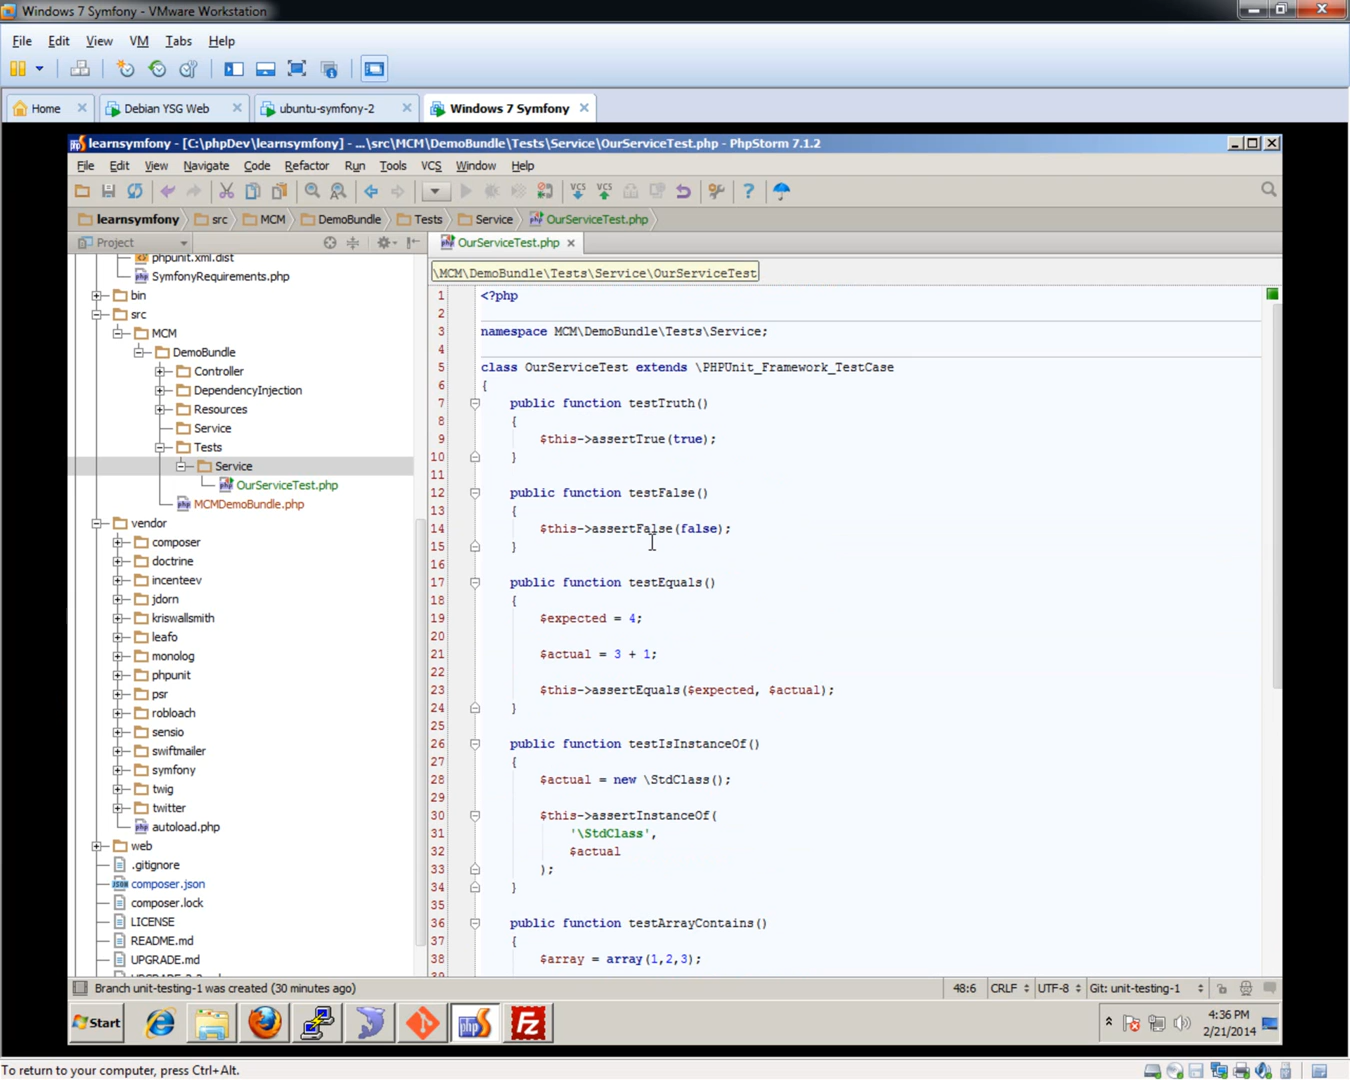 Windows 7 Symfony - VMware Workstation
File Edit View VM Tabs Help
Home Debian YSG Web ubuntu-symfony-2 Windows 7 Symfony
learnsymfony - [C:\phpDev\learnsymfony] - ...\src\MCM\DemoBundle\Tests\Service\OurServiceTest.php - PhpStorm 7.1.2
File Edit View Navigate Code Refactor Run Tools VCS Window Help
VCS VCS
learnsymfony src MCM DemoBundle Tests Service OurServiceTest.php
Project
OurServiceTest.php
\MCM\DemoBundle\Tests\Service\OurServiceTest
phpunit.xml.dist
SymfonyRequirements.php
bin
src
MCM
DemoBundle
Controller
DependencyInjection
Resources
Service
Tests
Service
OurServiceTest.php
MCMDemoBundle.php
vendor
composer
doctrine
incenteev
jdorn
kriswallsmith
leafo
monolog
phpunit
psr
robloach
sensio
swiftmailer
symfony
twig
twitter
autoload.php
web
.gitignore
composer.json
composer.lock
LICENSE
README.md
UPGRADE.md
1 <?php
2
3 namespace MCM\DemoBundle\Tests\Service;
4
5 class OurServiceTest extends \PHPUnit_Framework_TestCase
6 {
7 public function testTruth()
8 {
9 $this->assertTrue(true);
10 }
11
12 public function testFalse()
13 {
14 $this->assertFalse(false);
15 }
16
17 public function testEquals()
18 {
19 $expected = 4;
20
21 $actual = 3 + 1;
22
23 $this->assertEquals($expected, $actual);
24 }
25
26 public function testIsInstanceOf()
27 {
28 $actual = new \StdClass();
29
30 $this->assertInstanceOf(
31 '\StdClass',
32 $actual
33 );
34 }
35
36 public function testArrayContains()
37 {
38 $array = array(1,2,3);
Branch unit-testing-1 was created (30 minutes ago) 48:6 CRLF UTF-8 Git: unit-testing-1
Start
4:36 PM
2/21/2014
To return to your computer, press Ctrl+Alt.